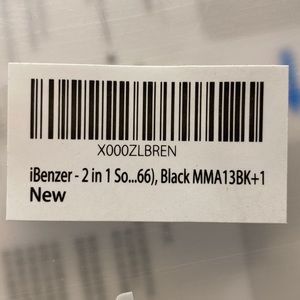 X000ZLBREN
iBenzer - 2 in 1 So...66), Black MMA13BK+1
New